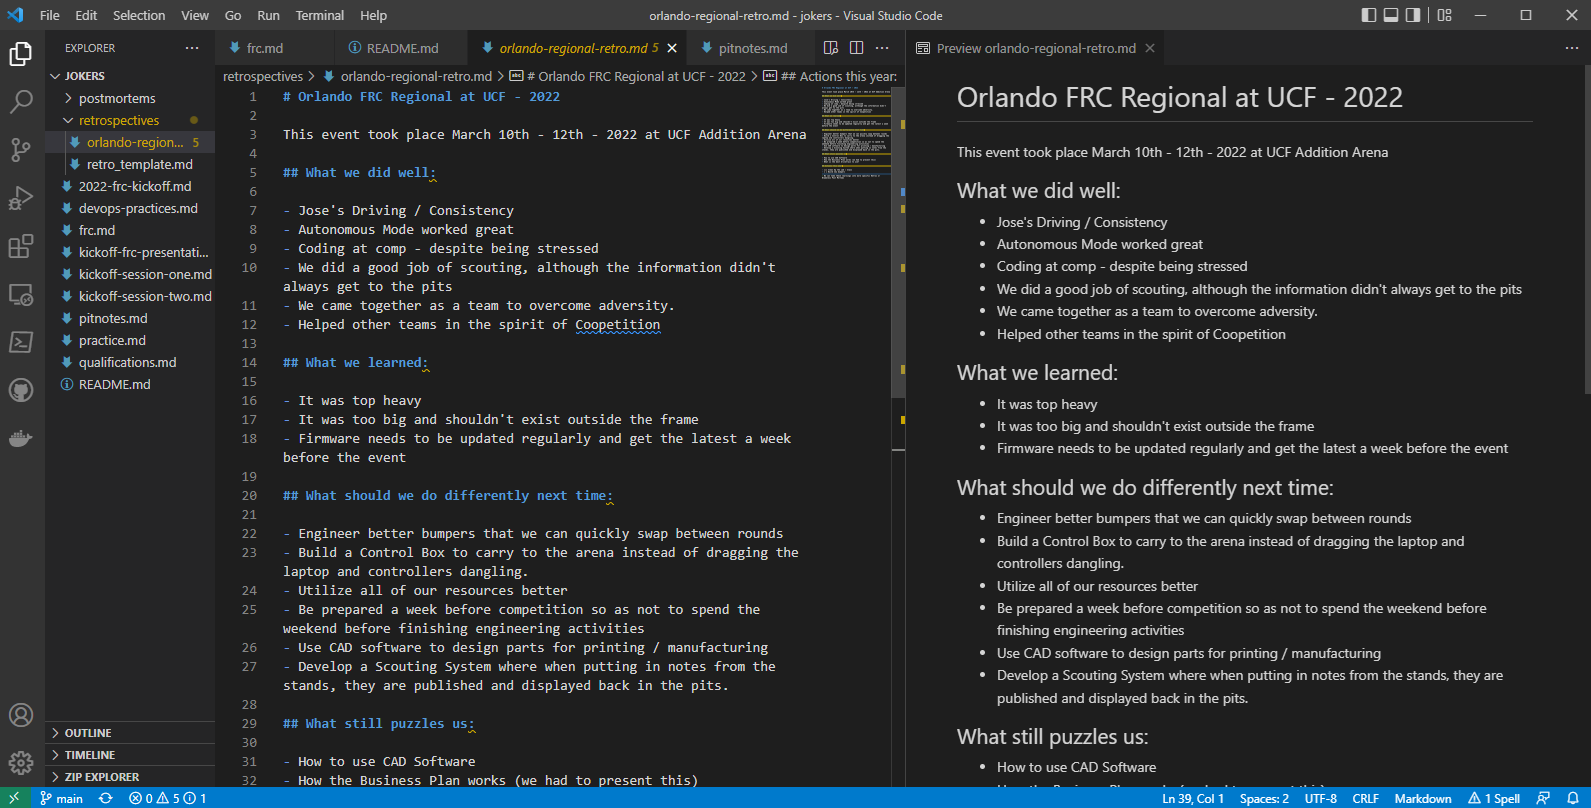 File Edit Selection View Go Run Terminal Help
orlando-regional-retro.md - jokers - Visual Studio Code
EXPLORER
JOKERS
postmortems
retrospectives
orlando-region... 5
retro_template.md
2022-frc-kickoff.md
devops-practices.md
frc.md
kickoff-frc-presentati...
kickoff-session-one.md
kickoff-session-two.md
pitnotes.md
practice.md
qualifications.md
README.md
OUTLINE
TIMELINE
ZIP EXPLORER
frc.md README.md orlando-regional-retro.md 5 pitnotes.md
retrospectives > orlando-regional-retro.md > # Orlando FRC Regional at UCF - 2022 > ## Actions this year:
1 # Orlando FRC Regional at UCF - 2022
2
3 This event took place March 10th - 12th - 2022 at UCF Addition Arena
4
5 ## What we did well:
6
7 - Jose's Driving / Consistency
8 - Autonomous Mode worked great
9 - Coding at comp - despite being stressed
10 - We did a good job of scouting, although the information didn't
always get to the pits
11 - We came together as a team to overcome adversity.
12 - Helped other teams in the spirit of Coopetition
13
14 ## What we learned:
15
16 - It was top heavy
17 - It was too big and shouldn't exist outside the frame
18 - Firmware needs to be updated regularly and get the latest a week
before the event
19
20 ## What should we do differently next time:
21
22 - Engineer better bumpers that we can quickly swap between rounds
23 - Build a Control Box to carry to the arena instead of dragging the
laptop and controllers dangling.
24 - Utilize all of our resources better
25 - Be prepared a week before competition so as not to spend the
weekend before finishing engineering activities
26 - Use CAD software to design parts for printing / manufacturing
27 - Develop a Scouting System where when putting in notes from the
stands, they are published and displayed back in the pits.
28
29 ## What still puzzles us:
30
31 - How to use CAD Software
32 - How the Business Plan works (we had to present this)
Preview orlando-regional-retro.md
Orlando FRC Regional at UCF - 2022
This event took place March 10th - 12th - 2022 at UCF Addition Arena
What we did well:
• Jose's Driving / Consistency
• Autonomous Mode worked great
• Coding at comp - despite being stressed
• We did a good job of scouting, although the information didn't always get to the pits
• We came together as a team to overcome adversity.
• Helped other teams in the spirit of Coopetition
What we learned:
• It was top heavy
• It was too big and shouldn't exist outside the frame
• Firmware needs to be updated regularly and get the latest a week before the event
What should we do differently next time:
• Engineer better bumpers that we can quickly swap between rounds
• Build a Control Box to carry to the arena instead of dragging the laptop and
controllers dangling.
• Utilize all of our resources better
• Be prepared a week before competition so as not to spend the weekend before
finishing engineering activities
• Use CAD software to design parts for printing / manufacturing
• Develop a Scouting System where when putting in notes from the stands, they are
published and displayed back in the pits.
What still puzzles us:
• How to use CAD Software
main 0 5 1
Ln 39, Col 1 Spaces: 2 UTF-8 CRLF Markdown 1 Spell